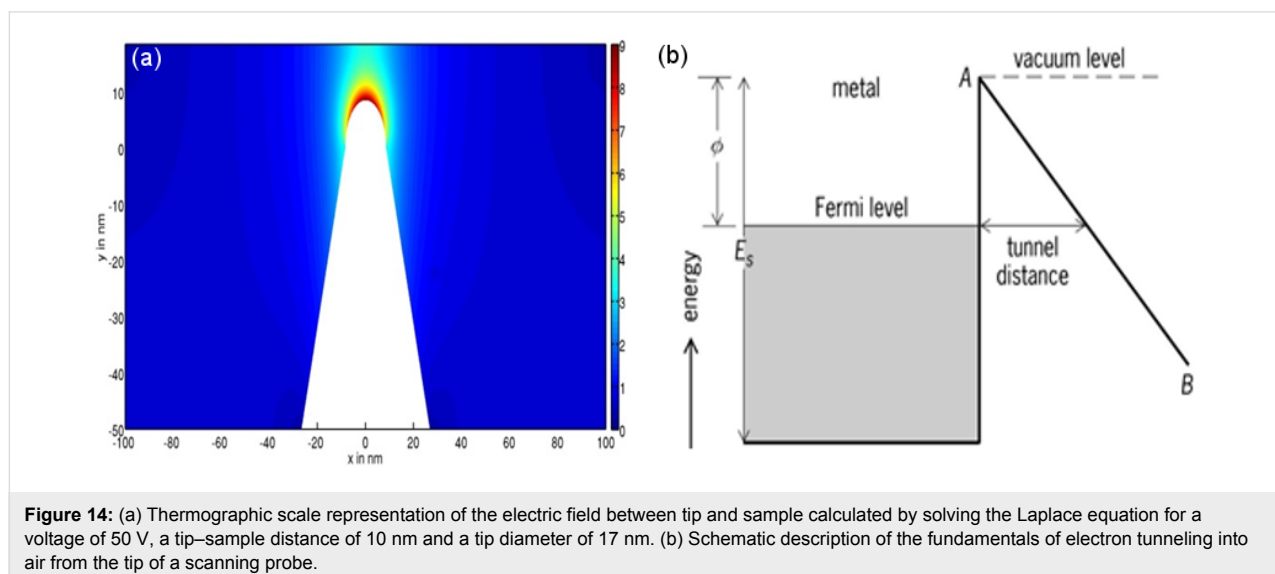 (a)
10
0
-10
-20
-30
-40
-50
y in nm
-100 -80 -60 -40 -20 0 20 40 60 80 100
x in nm
9
8
7
6
5
4
3
2
1
0
(b)
A vacuum level
metal
ϕ
Fermi level
E_s
tunnel
distance
energy
B
Figure 14: (a) Thermographic scale representation of the electric field between tip and sample calculated by solving the Laplace equation for a
voltage of 50 V, a tip–sample distance of 10 nm and a tip diameter of 17 nm. (b) Schematic description of the fundamentals of electron tunneling into
air from the tip of a scanning probe.